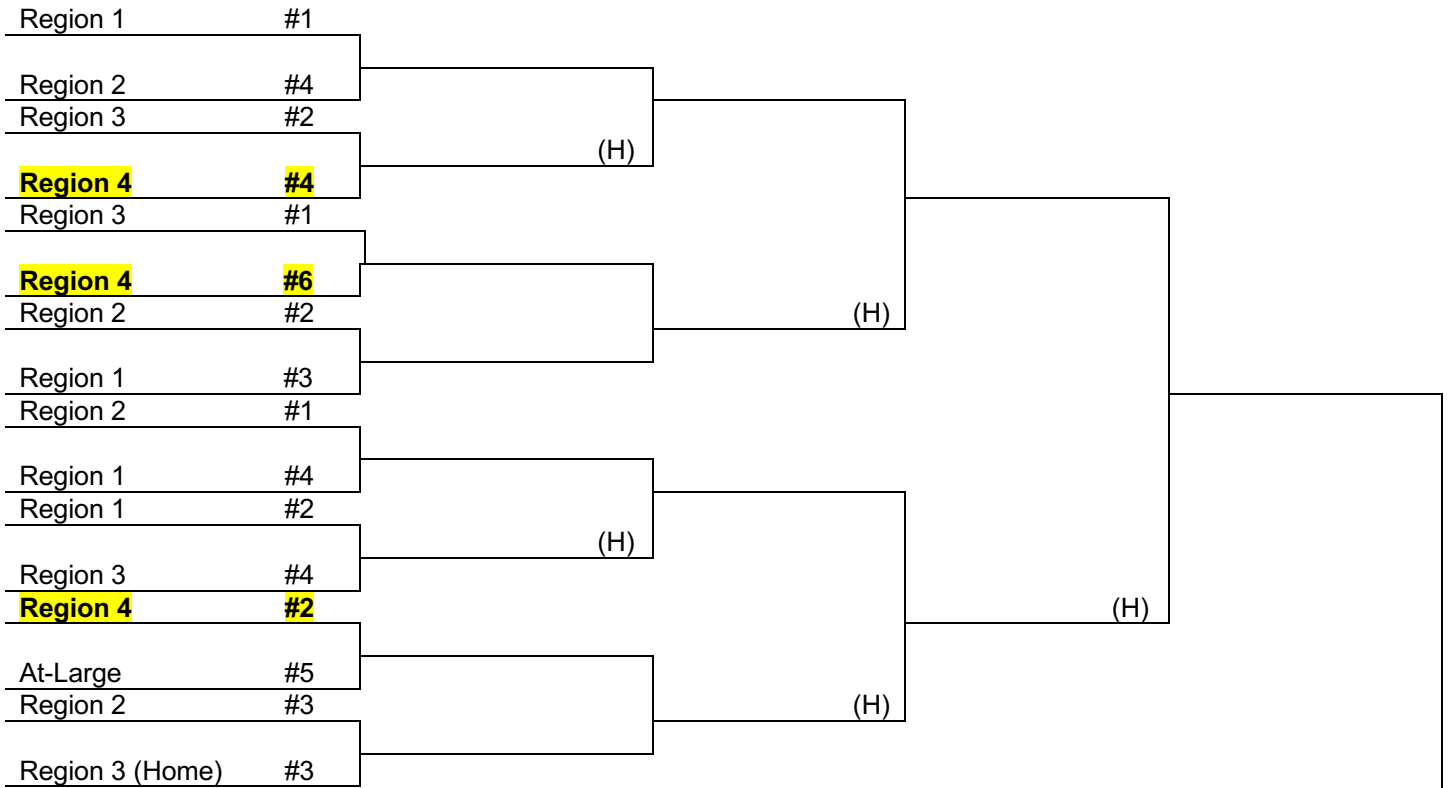 Region 1 #1
Region 2 #4
Region 3 #2
(H)
Region 4 #4
Region 3 #1
Region 4 #6
Region 2 #2 (H)
Region 1 #3
Region 2 #1
Region 1 #4
Region 1 #2
(H)
Region 3 #4
Region 4 #2 (H)
At-Large #5
Region 2 #3 (H)
Region 3 (Home) #3